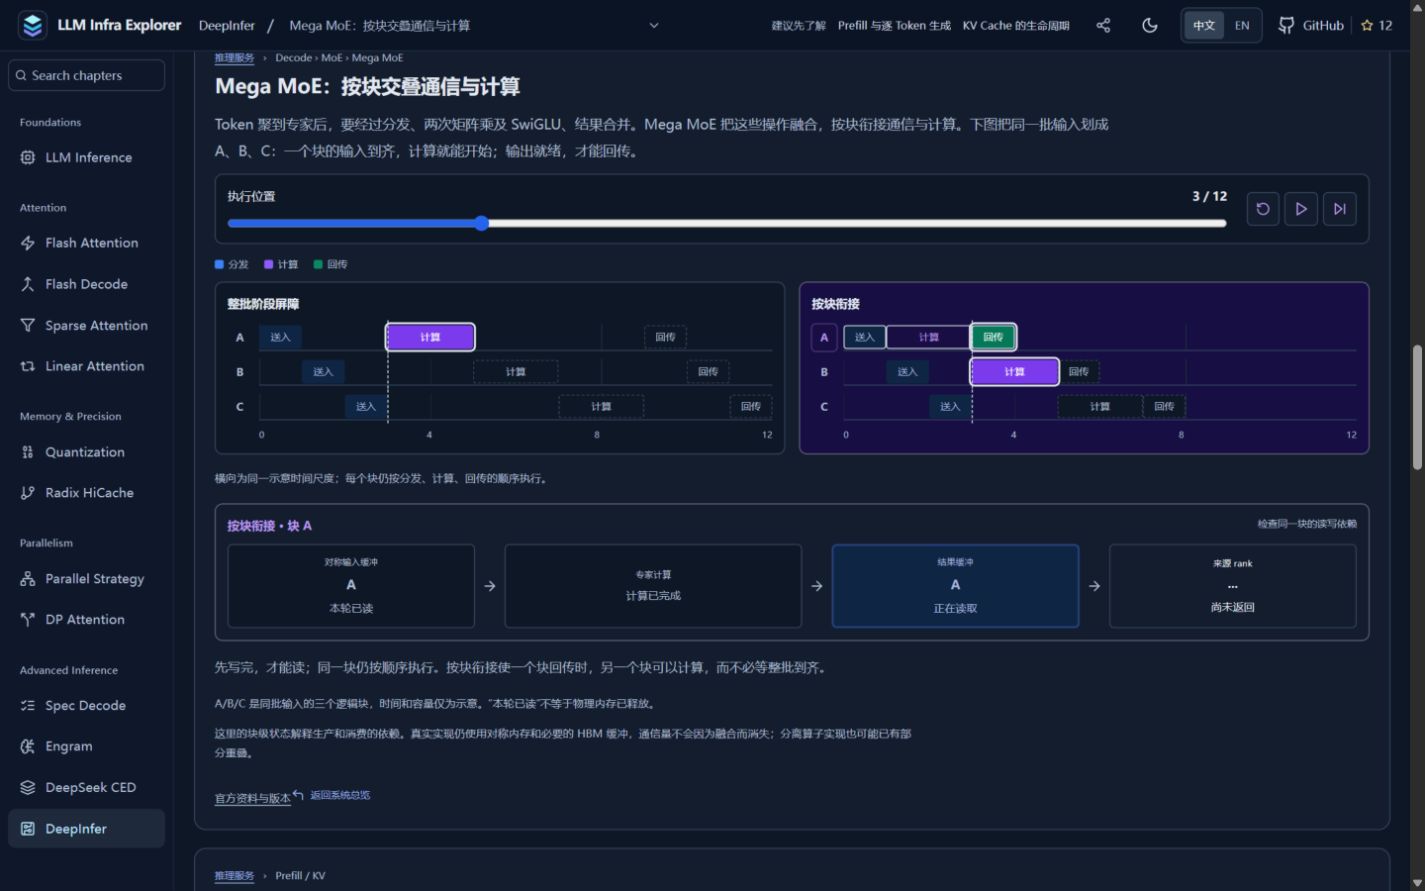 LLM Infra Explorer
DeepInfer / Mega MoE：按块交叠通信与计算
建议先了解 Prefill 与逐 Token 生成 KV Cache 的生命周期
中文 EN
GitHub
12
Search chapters
Foundations
LLM Inference
Attention
Flash Attention
Flash Decode
Sparse Attention
Linear Attention
Memory & Precision
Quantization
Radix HiCache
Parallelism
Parallel Strategy
DP Attention
Advanced Inference
Spec Decode
Engram
DeepSeek CED
DeepInfer
推理服务 › Decode › MoE › Mega MoE
Mega MoE：按块交叠通信与计算
Token 聚到专家后，要经过分发、两次矩阵乘及 SwiGLU、结果合并。Mega MoE 把这些操作融合，按块衔接通信与计算。下图把同一批输入划成
A、B、C：一个块的输入到齐，计算就能开始；输出就绪，才能回传。
执行位置
3 / 12
分发 计算 回传
整批阶段屏障
A 送入 计算 回传
B 送入 计算 回传
C 送入 计算 回传
0 4 8 12
按块衔接
A 送入 计算 回传
B 送入 计算 回传
C 送入 计算 回传
0 4 8 12
横向为同一示意时间尺度；每个块仍按分发、计算、回传的顺序执行。
按块衔接 · 块 A
检查同一块的读写依赖
对称输入缓冲
A
本轮已读
→
专家计算
计算已完成
→
结果缓冲
A
正在读取
→
来源 rank
...
尚未返回
先写完，才能读；同一块仍按顺序执行。按块衔接使一个块回传时，另一个块可以计算，而不必等整批到齐。
A/B/C 是同批输入的三个逻辑块，时间和容量仅为示意。“本轮已读”不等于物理内存已释放。
这里的块级状态解释生产和消费的依赖。真实实现仍使用对称内存和必要的 HBM 缓冲，通信量不会因为融合而消失；分离算子实现也可能已有部
分重叠。
官方资料与版本 返回系统总览
推理服务 › Prefill / KV